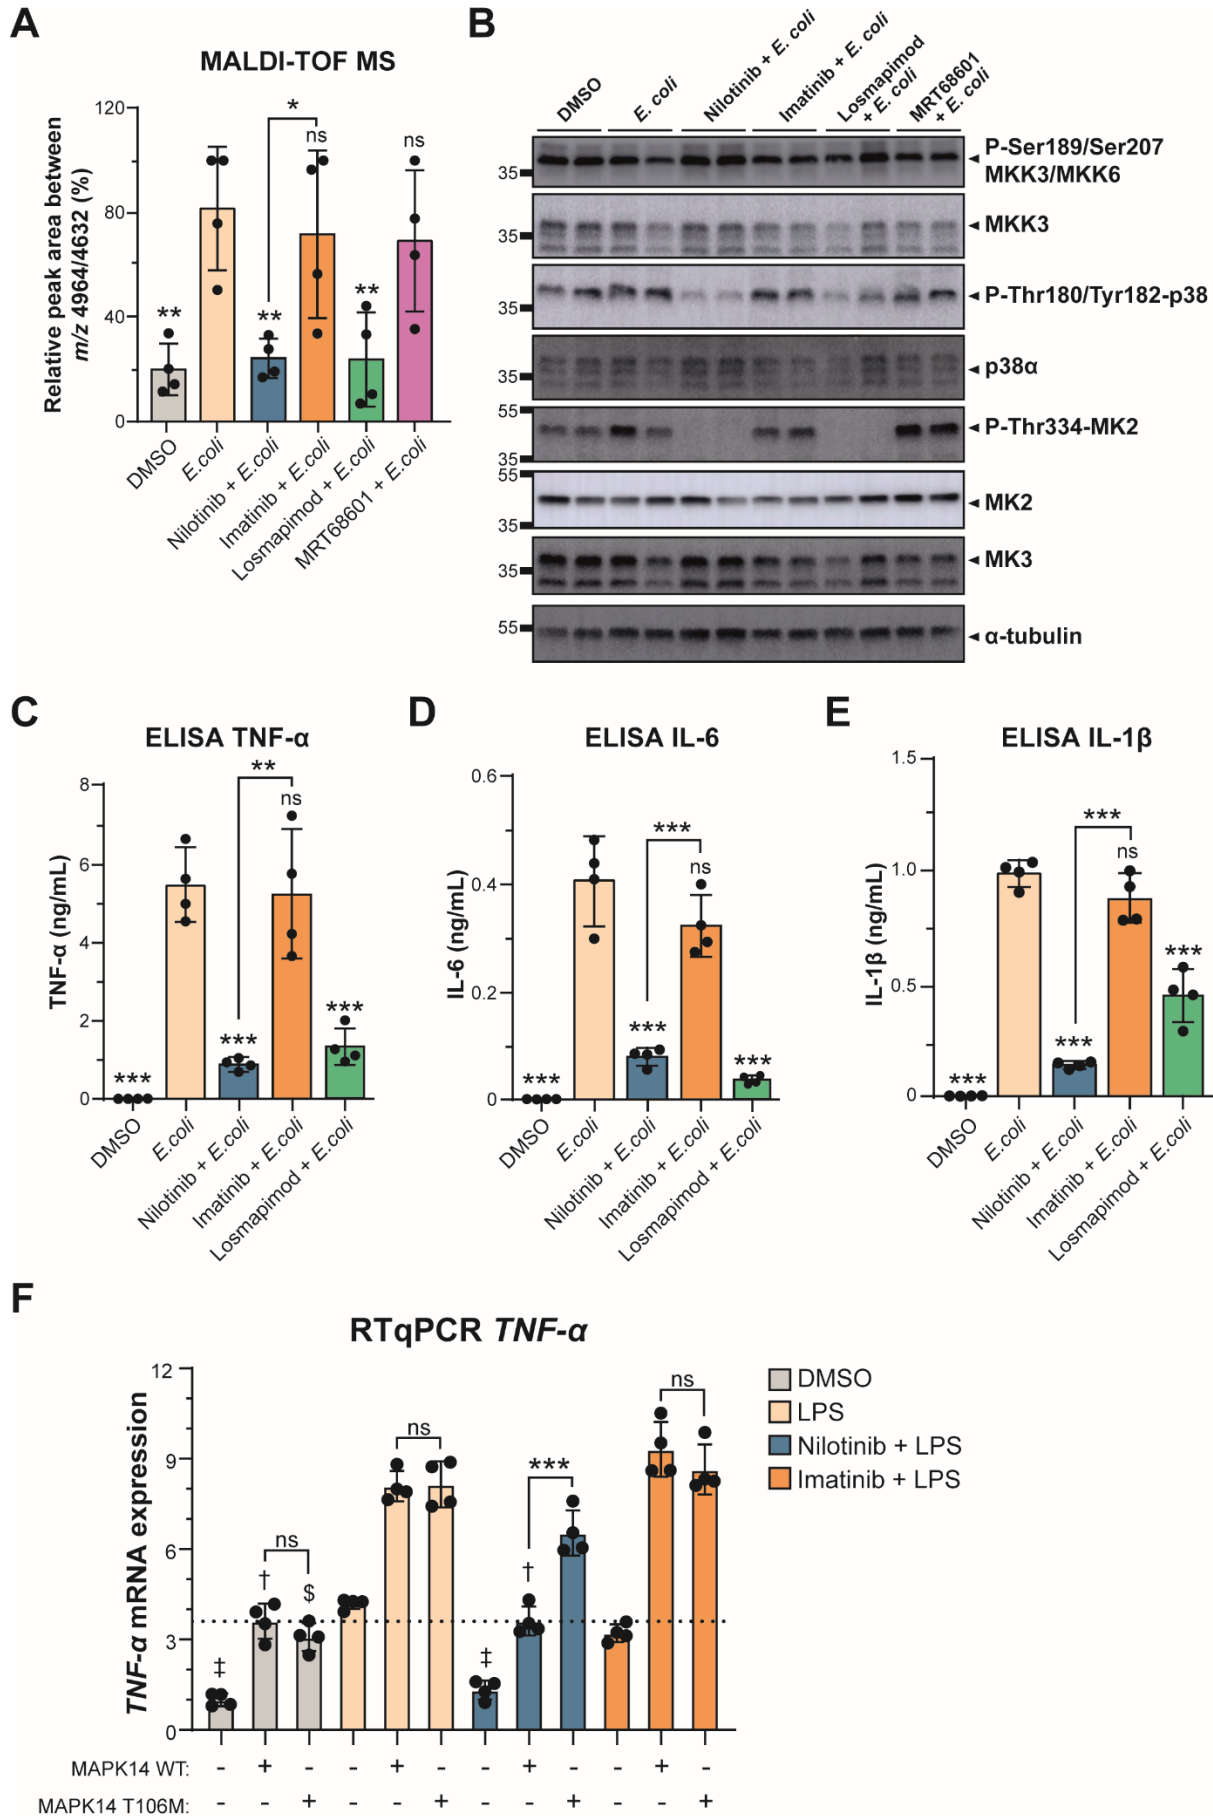 A
MALDI-TOF MS
Relative peak area between
m/z 4964/4632 (%)
120
80
40
0
**
**
*
ns
**
ns
DMSO
E.coli
Nilotinib + E.coli
Imatinib + E.coli
Losmapimod + E.coli
MRT68601 + E.coli
B
DMSO
E. coli
Nilotinib + E. coli
Imatinib + E. coli
Losmapimod
+ E. coli
MRT68601
+ E. coli
35
P-Ser189/Ser207
MKK3/MKK6
35
MKK3
35
P-Thr180/Tyr182-p38
35
p38α
55
P-Thr334-MK2
35
55
MK2
35
35
MK3
55
α-tubulin
C
ELISA TNF-α
TNF-α (ng/mL)
8
6
4
2
0
***
***
**
ns
***
DMSO
E.coli
Nilotinib + E.coli
Imatinib + E.coli
Losmapimod + E.coli
D
ELISA IL-6
IL-6 (ng/mL)
0.6
0.4
0.2
0
***
***
***
ns
***
DMSO
E.coli
Nilotinib + E.coli
Imatinib + E.coli
Losmapimod + E.coli
E
ELISA IL-1β
IL-1β (ng/mL)
1.5
1.0
0.5
0
***
***
***
ns
***
DMSO
E.coli
Nilotinib + E.coli
Imatinib + E.coli
Losmapimod + E.coli
F
RTqPCR TNF-α
TNF-α mRNA expression
12
9
6
3
0
‡
†
ns
$
ns
‡
†
***
ns
DMSO
LPS
Nilotinib + LPS
Imatinib + LPS
MAPK14 WT: - + - - + - - + - - + -
MAPK14 T106M: - - + - - + - - + - - +